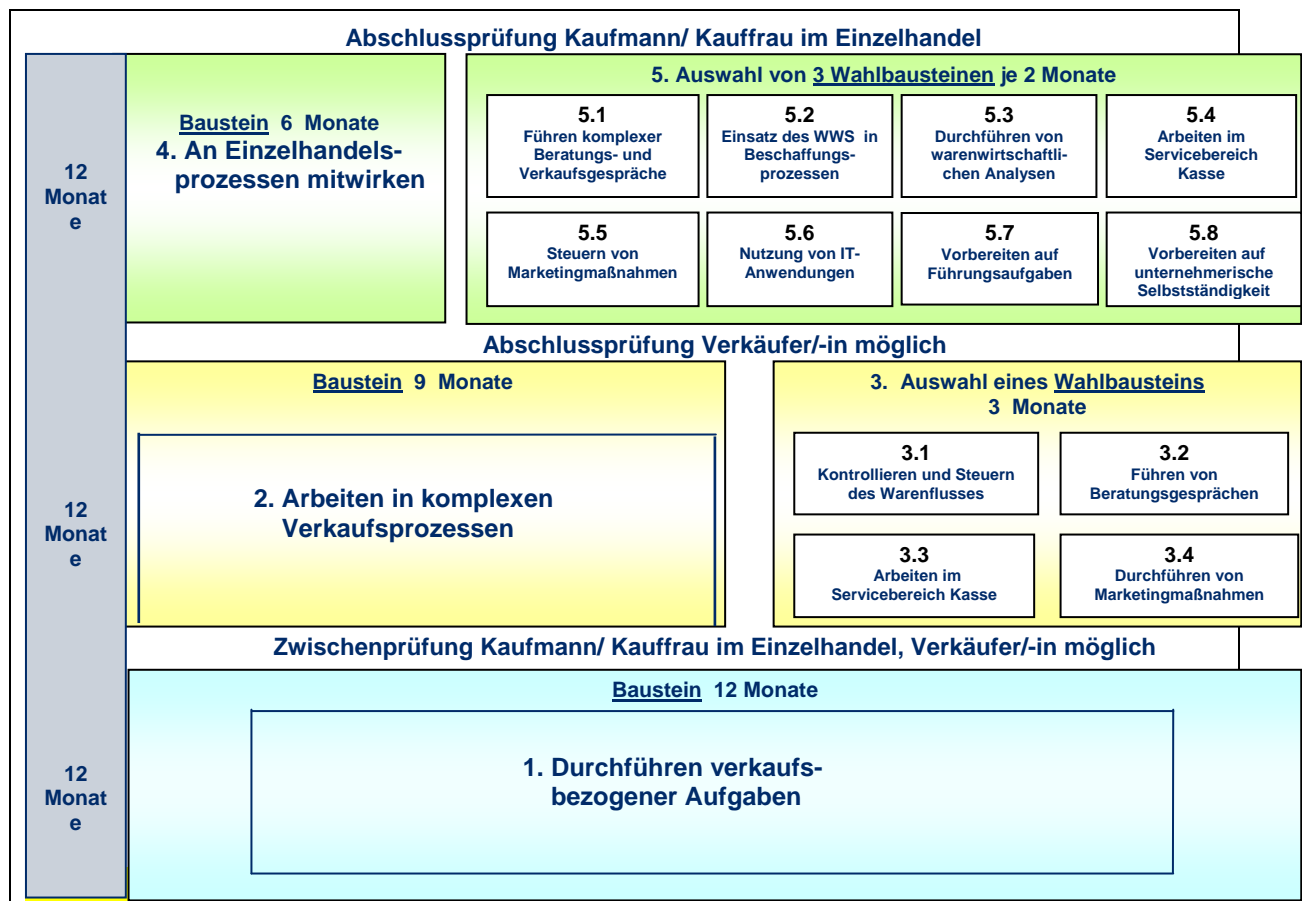 Abschlussprüfung Kaufmann/ Kauffrau im Einzelhandel
12
Monat
e
Baustein 6 Monate
4. An Einzelhandels-
prozessen mitwirken
5. Auswahl von 3 Wahlbausteinen je 2 Monate
5.1
Führen komplexer
Beratungs- und
Verkaufsgespräche
5.2
Einsatz des WWS in
Beschaffungs-
prozessen
5.3
Durchführen von
warenwirtschaftli-
chen Analysen
5.4
Arbeiten im
Servicebereich
Kasse
5.5
Steuern von
Marketingmaßnahmen
5.6
Nutzung von IT-
Anwendungen
5.7
Vorbereiten auf
Führungsaufgaben
5.8
Vorbereiten auf
unternehmerische
Selbstständigkeit
Abschlussprüfung Verkäufer/-in möglich
12
Monat
e
Baustein 9 Monate
2. Arbeiten in komplexen
Verkaufsprozessen
3. Auswahl eines Wahlbausteins
3 Monate
3.1
Kontrollieren und Steuern
des Warenflusses
3.2
Führen von
Beratungsgesprächen
3.3
Arbeiten im
Servicebereich Kasse
3.4
Durchführen von
Marketingmaßnahmen
Zwischenprüfung Kaufmann/ Kauffrau im Einzelhandel, Verkäufer/-in möglich
12
Monat
e
Baustein 12 Monate
1. Durchführen verkaufs-
bezogener Aufgaben